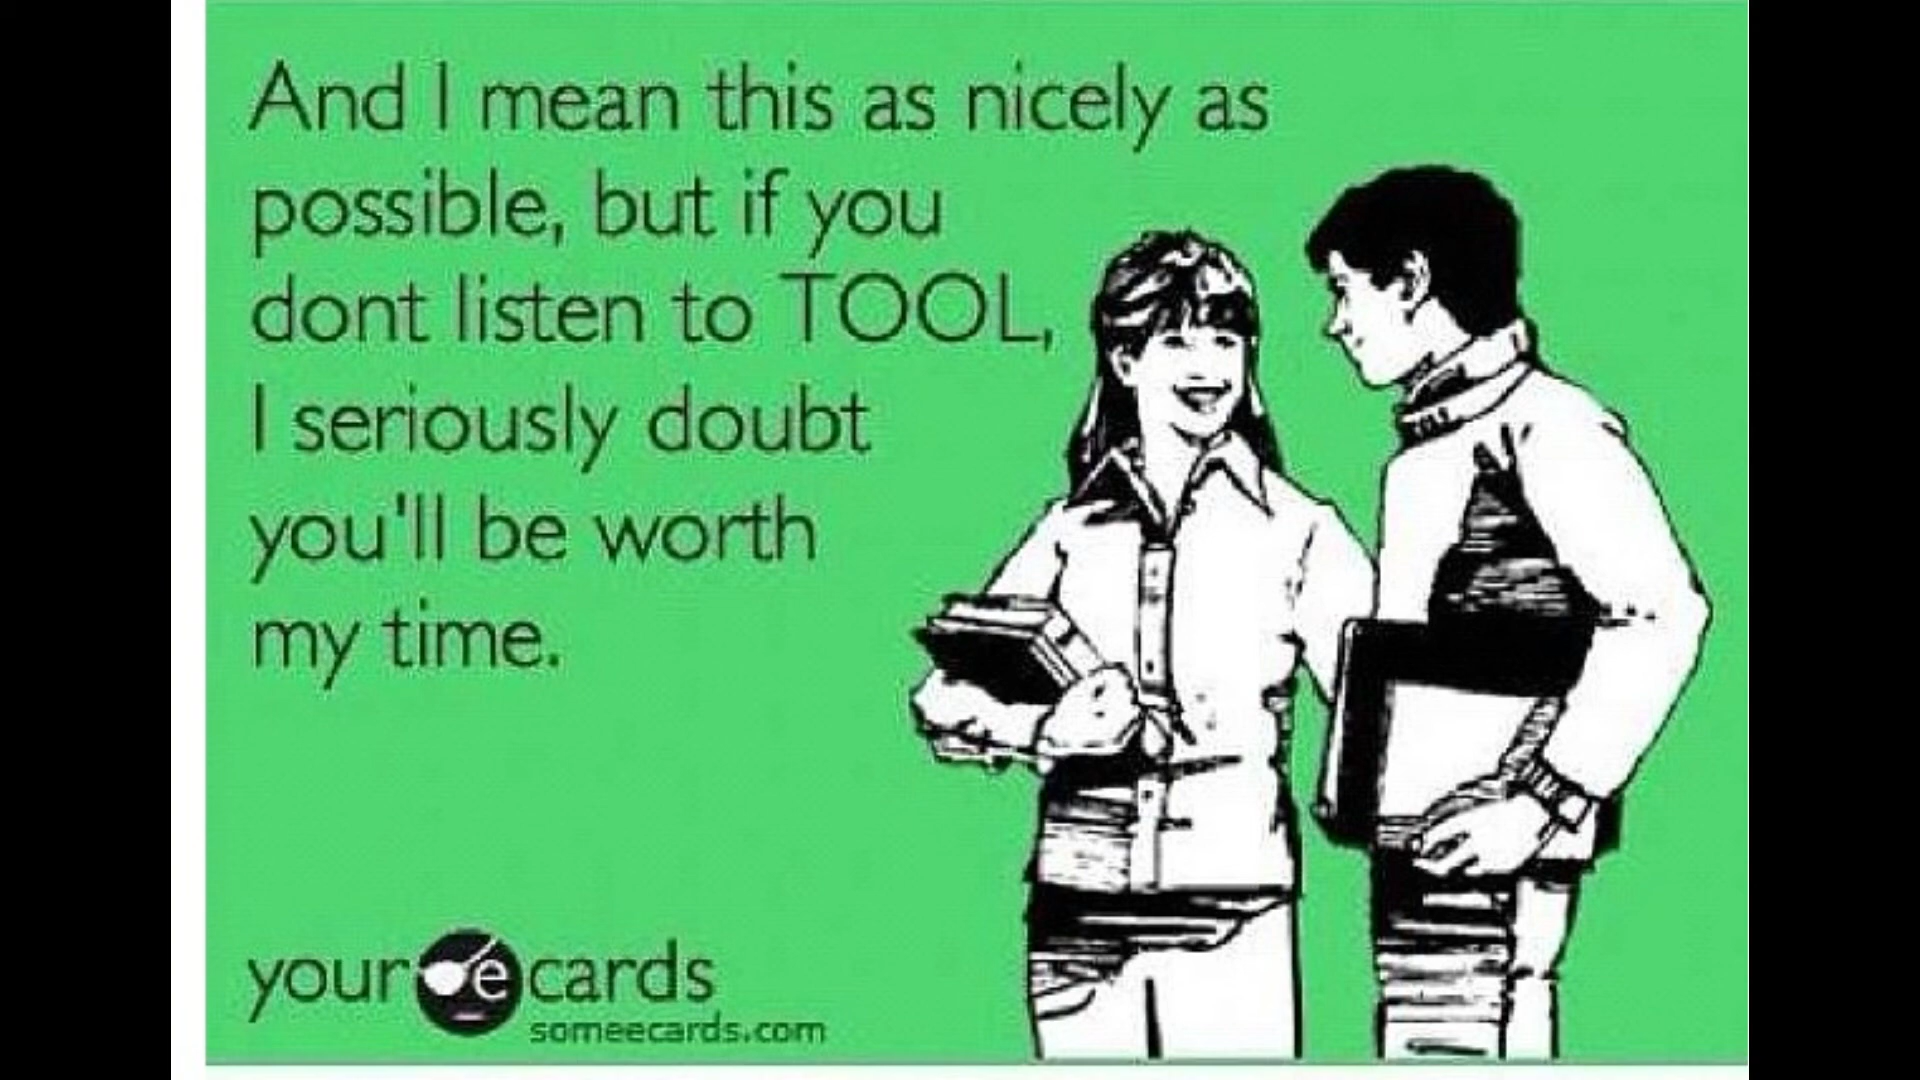 And I mean this as nicely as
possible, but if you
dont listen to TOOL,
I seriously doubt
you'll be worth
my time.
your e cards
someecards.com